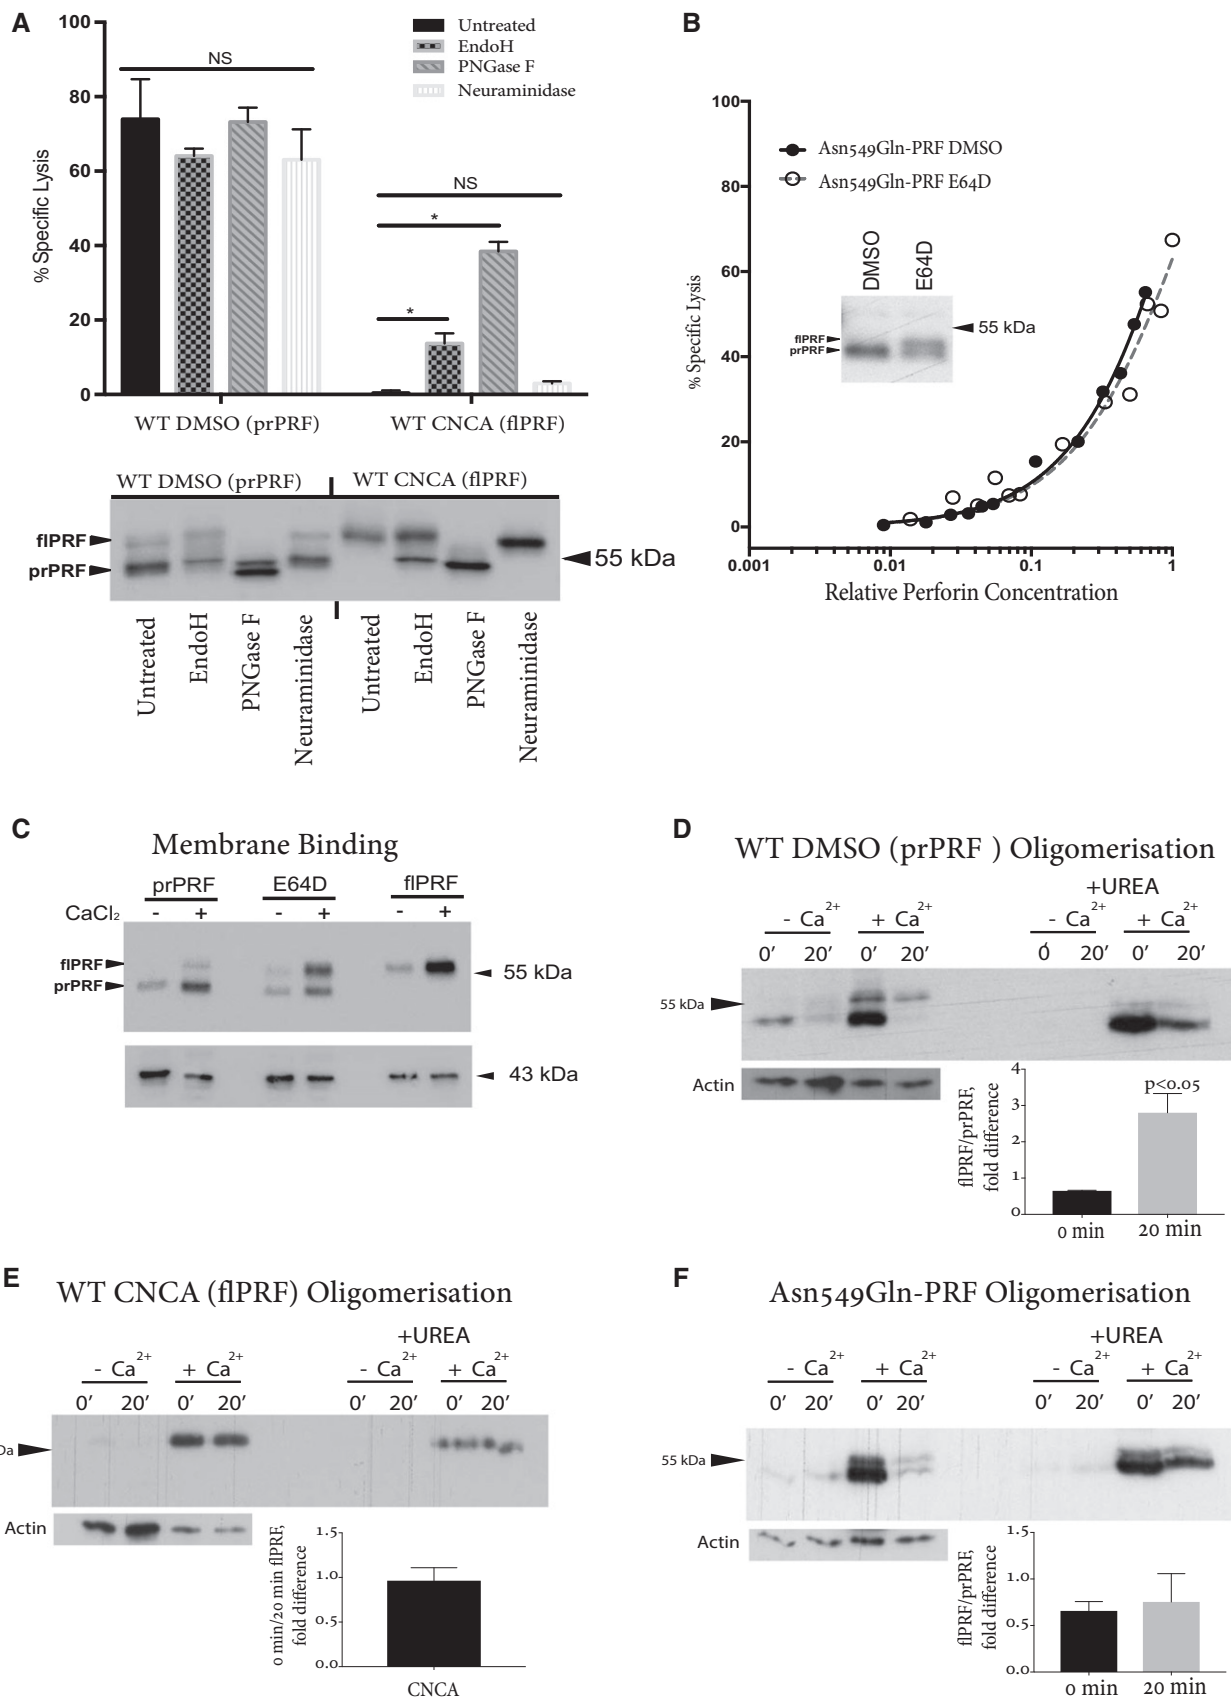 A
100
80
60
40
20
0
% Specific Lysis
NS
NS
*
*
Untreated
EndoH
PNGase F
Neuraminidase
WT DMSO (prPRF)
WT CNCA (flPRF)
WT DMSO (prPRF)
WT CNCA (flPRF)
flPRF
prPRF
55 kDa
Untreated
EndoH
PNGase F
Neuraminidase
Untreated
EndoH
PNGase F
Neuraminidase
B
100
80
60
40
20
0
% Specific Lysis
Asn549Gln-PRF DMSO
Asn549Gln-PRF E64D
DMSO
E64D
flPRF
prPRF
55 kDa
0.001
0.01
0.1
1
Relative Perforin Concentration
C
Membrane Binding
prPRF
E64D
flPRF
CaCl2
- + - + - +
flPRF
prPRF
55 kDa
43 kDa
D
WT DMSO (prPRF ) Oligomerisation
+UREA
- Ca2+ + Ca2+ - Ca2+ + Ca2+
0' 20' 0' 20' 0' 20' 0' 20'
55 kDa
Actin
flPRF/prPRF,
fold difference
4
3
2
1
0
p<0.05
0 min 20 min
E
WT CNCA (flPRF) Oligomerisation
+UREA
- Ca2+ + Ca2+ - Ca2+ + Ca2+
0' 20' 0' 20' 0' 20' 0' 20'
Da
Actin
0 min/20 min flPRF,
fold difference
1.5
1.0
0.5
0.0
CNCA
F
Asn549Gln-PRF Oligomerisation
+UREA
- Ca2+ + Ca2+ - Ca2+ + Ca2+
0' 20' 0' 20' 0' 20' 0' 20'
55 kDa
Actin
flPRF/prPRF,
fold difference
1.5
1.0
0.5
0.0
0 min 20 min